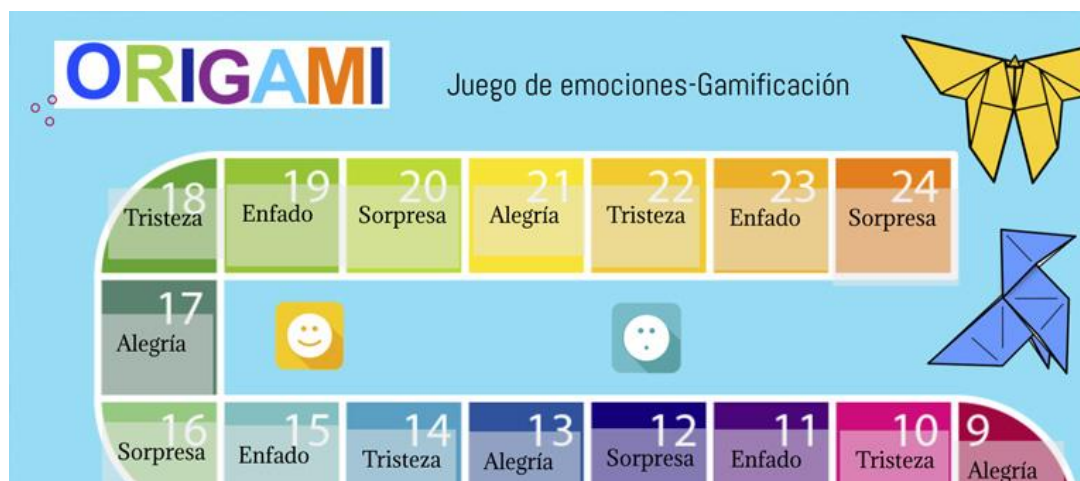 ORIGAMI
Juego de emociones-Gamificación
18 19 20 21 22 23 24
Tristeza Enfado Sorpresa Alegría Tristeza Enfado Sorpresa
17
Alegría
16 15 14 13 12 11 10 9
Sorpresa Enfado Tristeza Alegría Sorpresa Enfado Tristeza Alegría